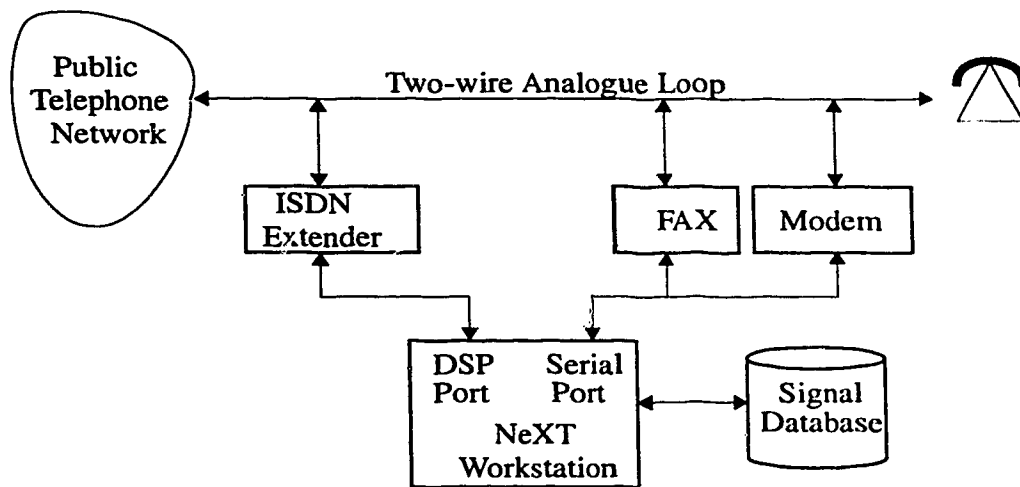 Public
Telephone
Network
Two-wire Analogue Loop
ISDN
Extender
FAX
Modem
DSP
Port
Serial
Port
NeXT
Workstation
Signal
Database